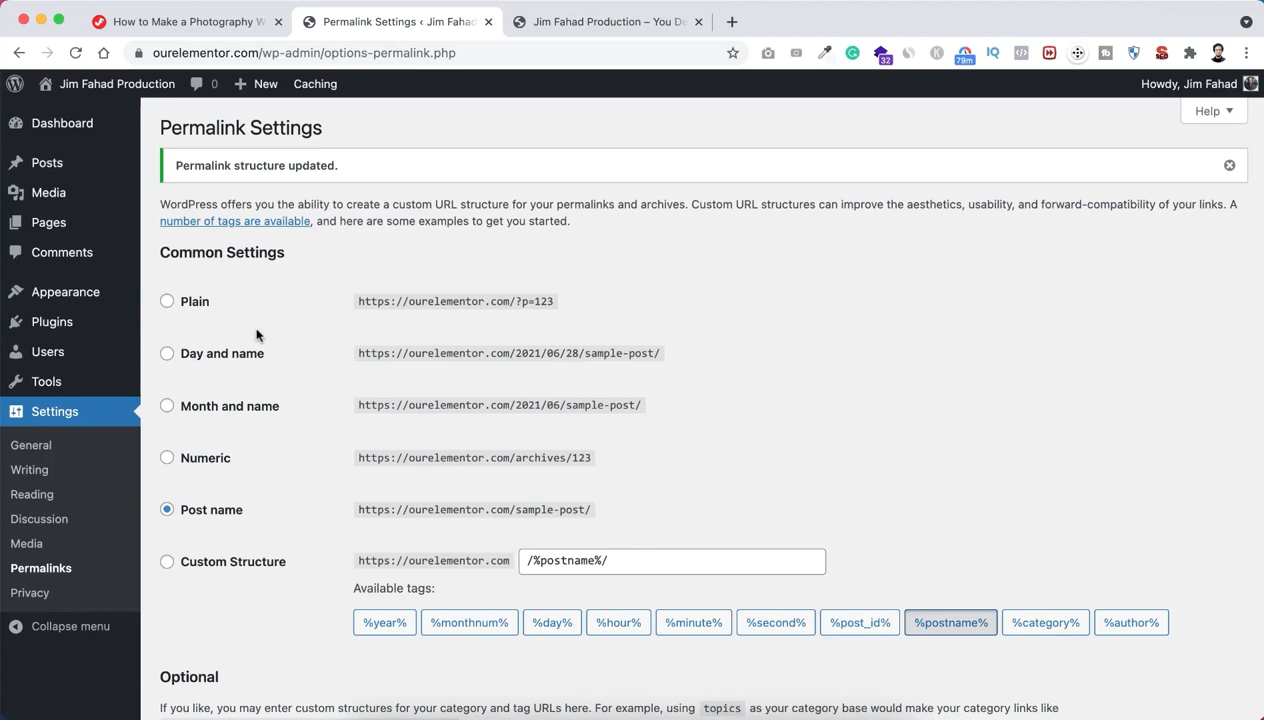 How to Make a Photography W
Permalink Settings ‹ Jim Fahad
Jim Fahad Production – You De
ourelementor.com/wp-admin/options-permalink.php
32
79m
IQ
Jim Fahad Production
0
New
Caching
Howdy, Jim Fahad
Dashboard
Posts
Media
Pages
Comments
Appearance
Plugins
Users
Tools
Settings
General
Writing
Reading
Discussion
Media
Permalinks
Privacy
Collapse menu
Help
Permalink Settings
Permalink structure updated.
WordPress offers you the ability to create a custom URL structure for your permalinks and archives. Custom URL structures can improve the aesthetics, usability, and forward-compatibility of your links. A
number of tags are available, and here are some examples to get you started.
Common Settings
Plain https://ourelementor.com/?p=123
Day and name https://ourelementor.com/2021/06/28/sample-post/
Month and name https://ourelementor.com/2021/06/sample-post/
Numeric https://ourelementor.com/archives/123
Post name https://ourelementor.com/sample-post/
Custom Structure https://ourelementor.com /%postname%/
Available tags:
%year% %monthnum% %day% %hour% %minute% %second% %post_id% %postname% %category% %author%
Optional
If you like, you may enter custom structures for your category and tag URLs here. For example, using topics as your category base would make your category links like